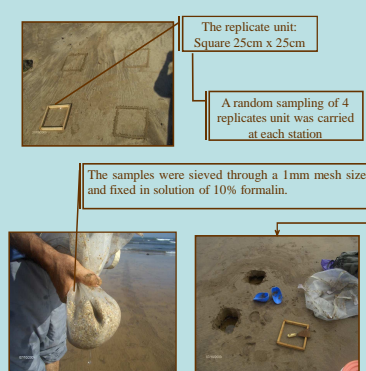 The replicate unit:
Square 25cm x 25cm
A random sampling of 4
replicates unit was carried
at each station
The samples were sieved through a 1mm mesh size
and fixed in solution of 10% formalin.